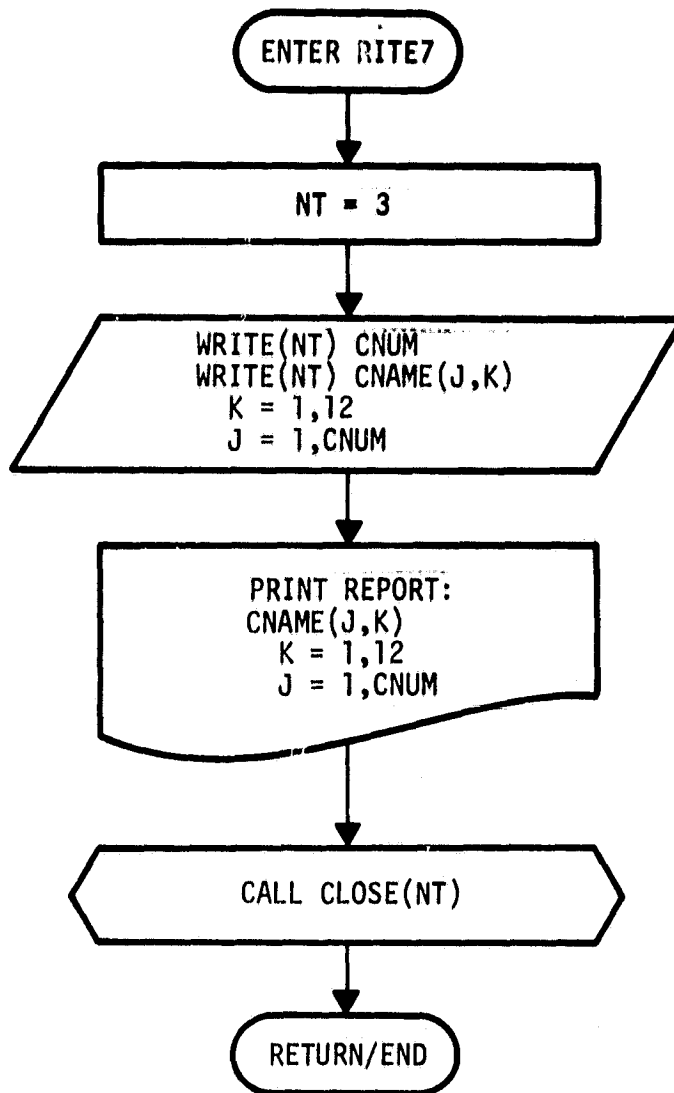 ENTER RITE7
NT = 3
WRITE(NT) CNUM
WRITE(NT) CNAME(J,K)
K = 1,12
J = 1,CNUM
PRINT REPORT:
CNAME(J,K)
K = 1,12
J = 1,CNUM
CALL CLOSE(NT)
RETURN/END